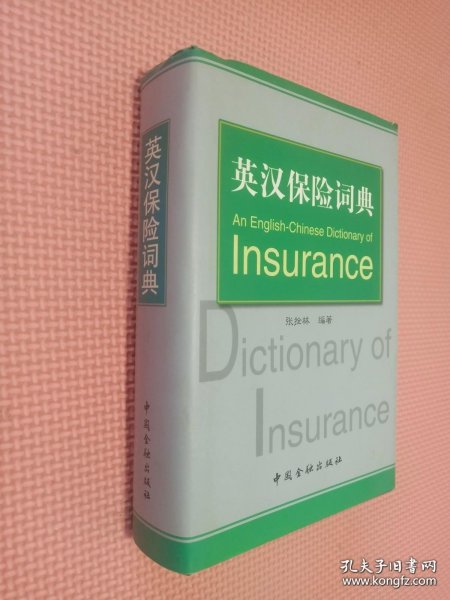 英汉保险词典
中国金融出版社
英汉保险词典
An English-Chinese Dictionary of
Insurance
张栓林 编著
Dictionary of
Insurance
中国金融出版社
孔夫子旧书网
www.kongfz.com